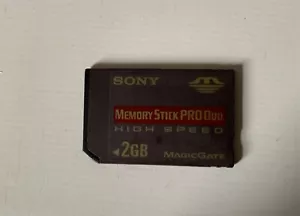 SONY
MEMORY STICK PRO DUO
HIGH SPEED
2GB
MAGICGATE